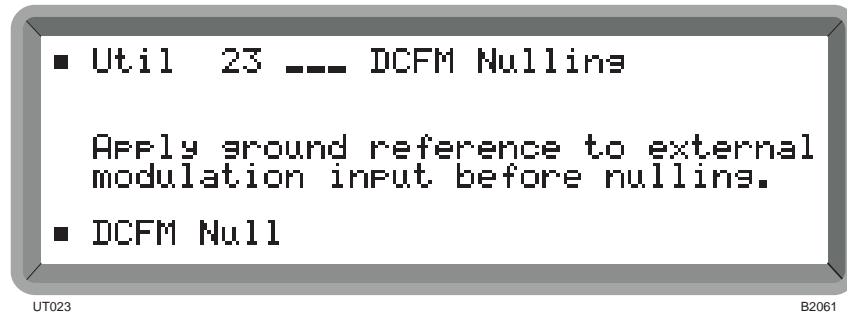 ▪ Util 23 ___ DCFM Nulling
Apply ground reference to external
modulation input before nulling.
▪ DCFM Null
UT023 B2061